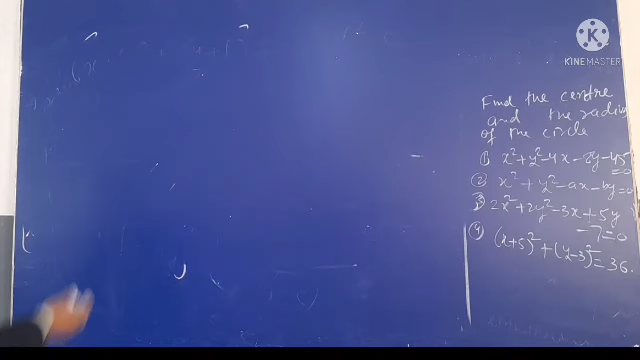 KINEMASTER
Find the centre
and the radius
of the circle
① x²+y²-4x-8y-45
=0
② x²+y²-ax-by=0
③ 2x²+2y²-3x+5y
-7=0
④ (x+5)²+(y-3)²=36.